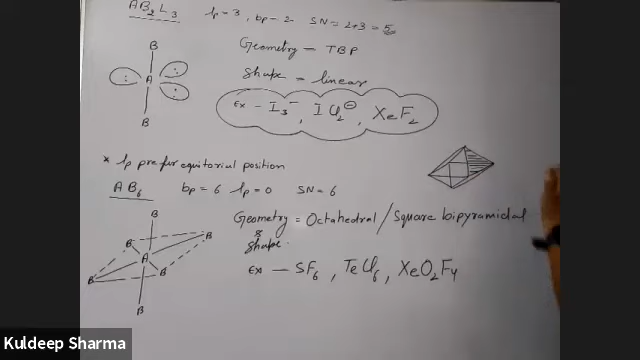 AB₂L₃ lp=3, bp=2 SN=2+3=5
B
A
B
Geometry – TBP
Shape = linear
Ex – I₃⁻, ICl₂⊖, XeF₂
* lp prefer equitorial position
AB₆ bp=6 lp=0 SN=6
B
B B
A
B B
B
Geometry = Octahedral / Square bipyramidal
&
Shape
Ex – SF₆, TeCl₆, XeO₂F₄
Kuldeep Sharma